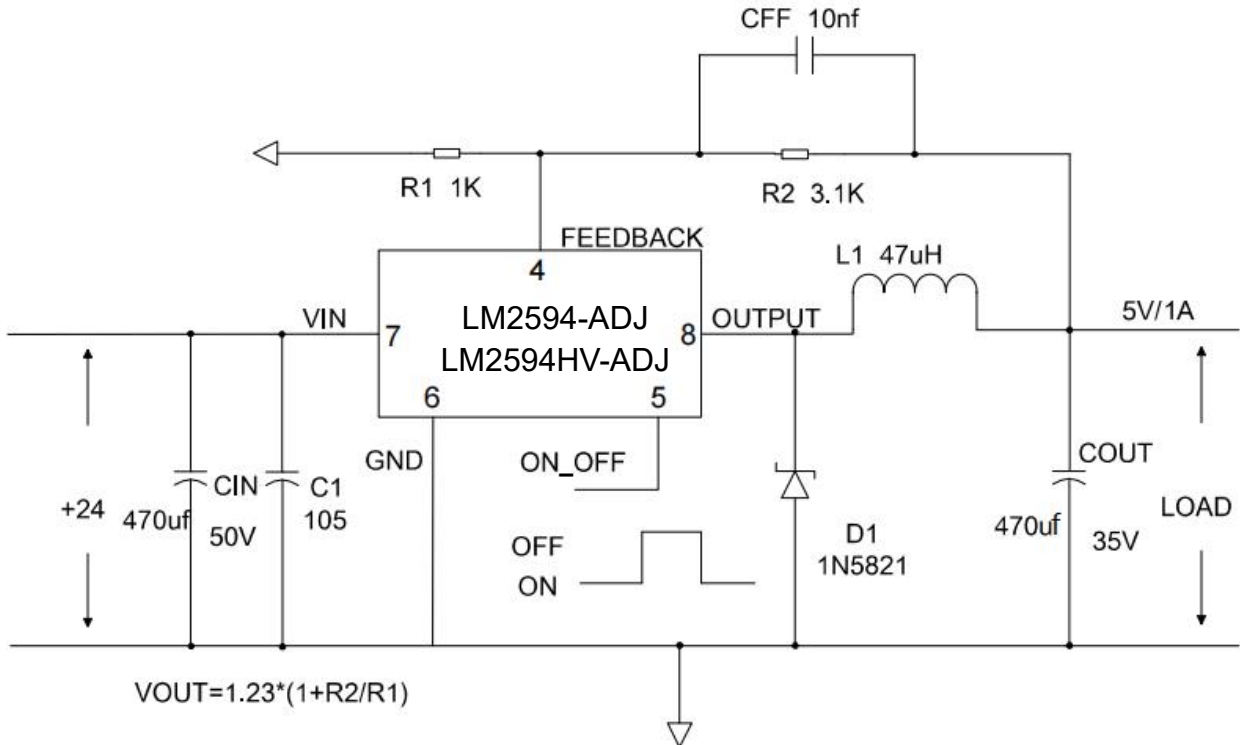 CFF 10nf
R1 1K
R2 3.1K
FEEDBACK
4
L1 47uH
VIN
7
LM2594-ADJ
8
OUTPUT
5V/1A
LM2594HV-ADJ
6
5
GND
ON_OFF
COUT
CIN
C1
+24
470uf
50V
105
OFF
ON
D1
1N5821
470uf
35V
LOAD
VOUT=1.23*(1+R2/R1)